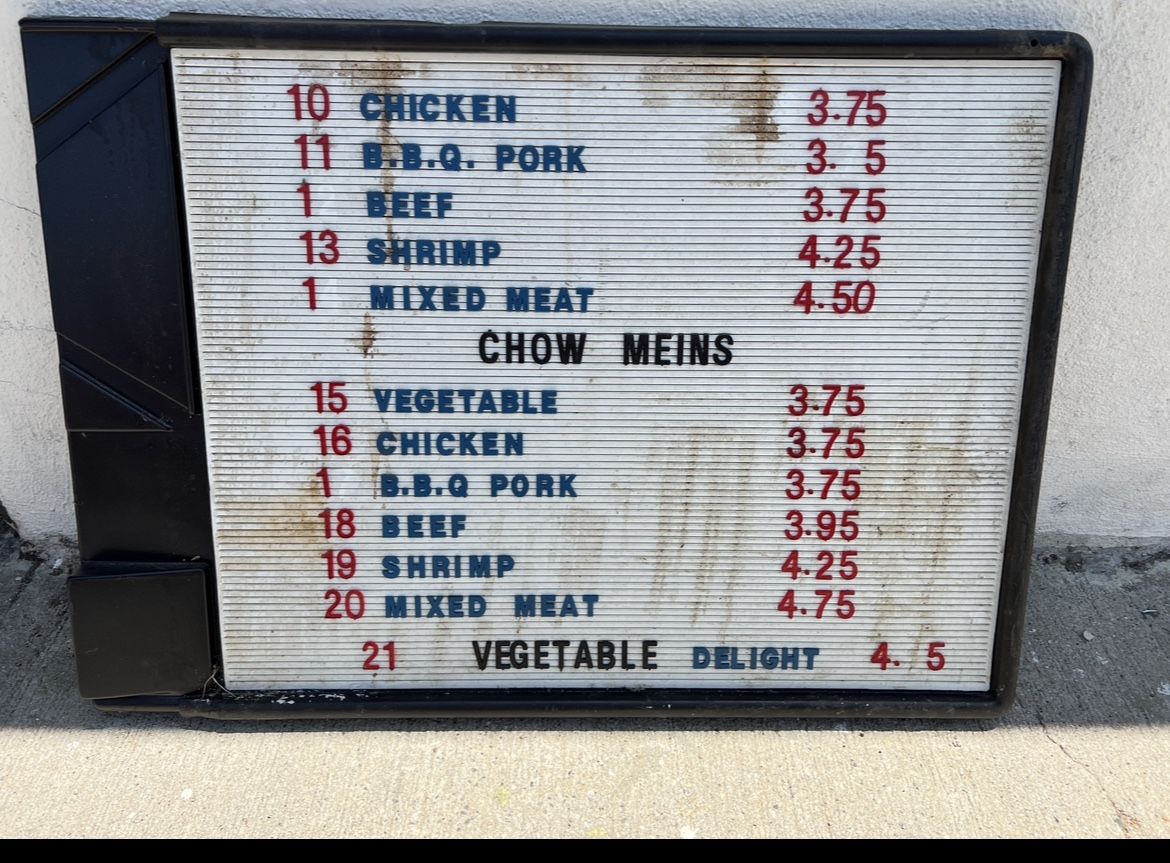 10 CHICKEN 3.75
11 B.B.Q. PORK 3. 5
1 BEEF 3.75
13 SHRIMP 4.25
1 MIXED MEAT 4.50
CHOW MEINS
15 VEGETABLE 3.75
16 CHICKEN 3.75
1 B.B.Q PORK 3.75
18 BEEF 3.95
19 SHRIMP 4.25
20 MIXED MEAT 4.75
21 VEGETABLE DELIGHT 4. 5